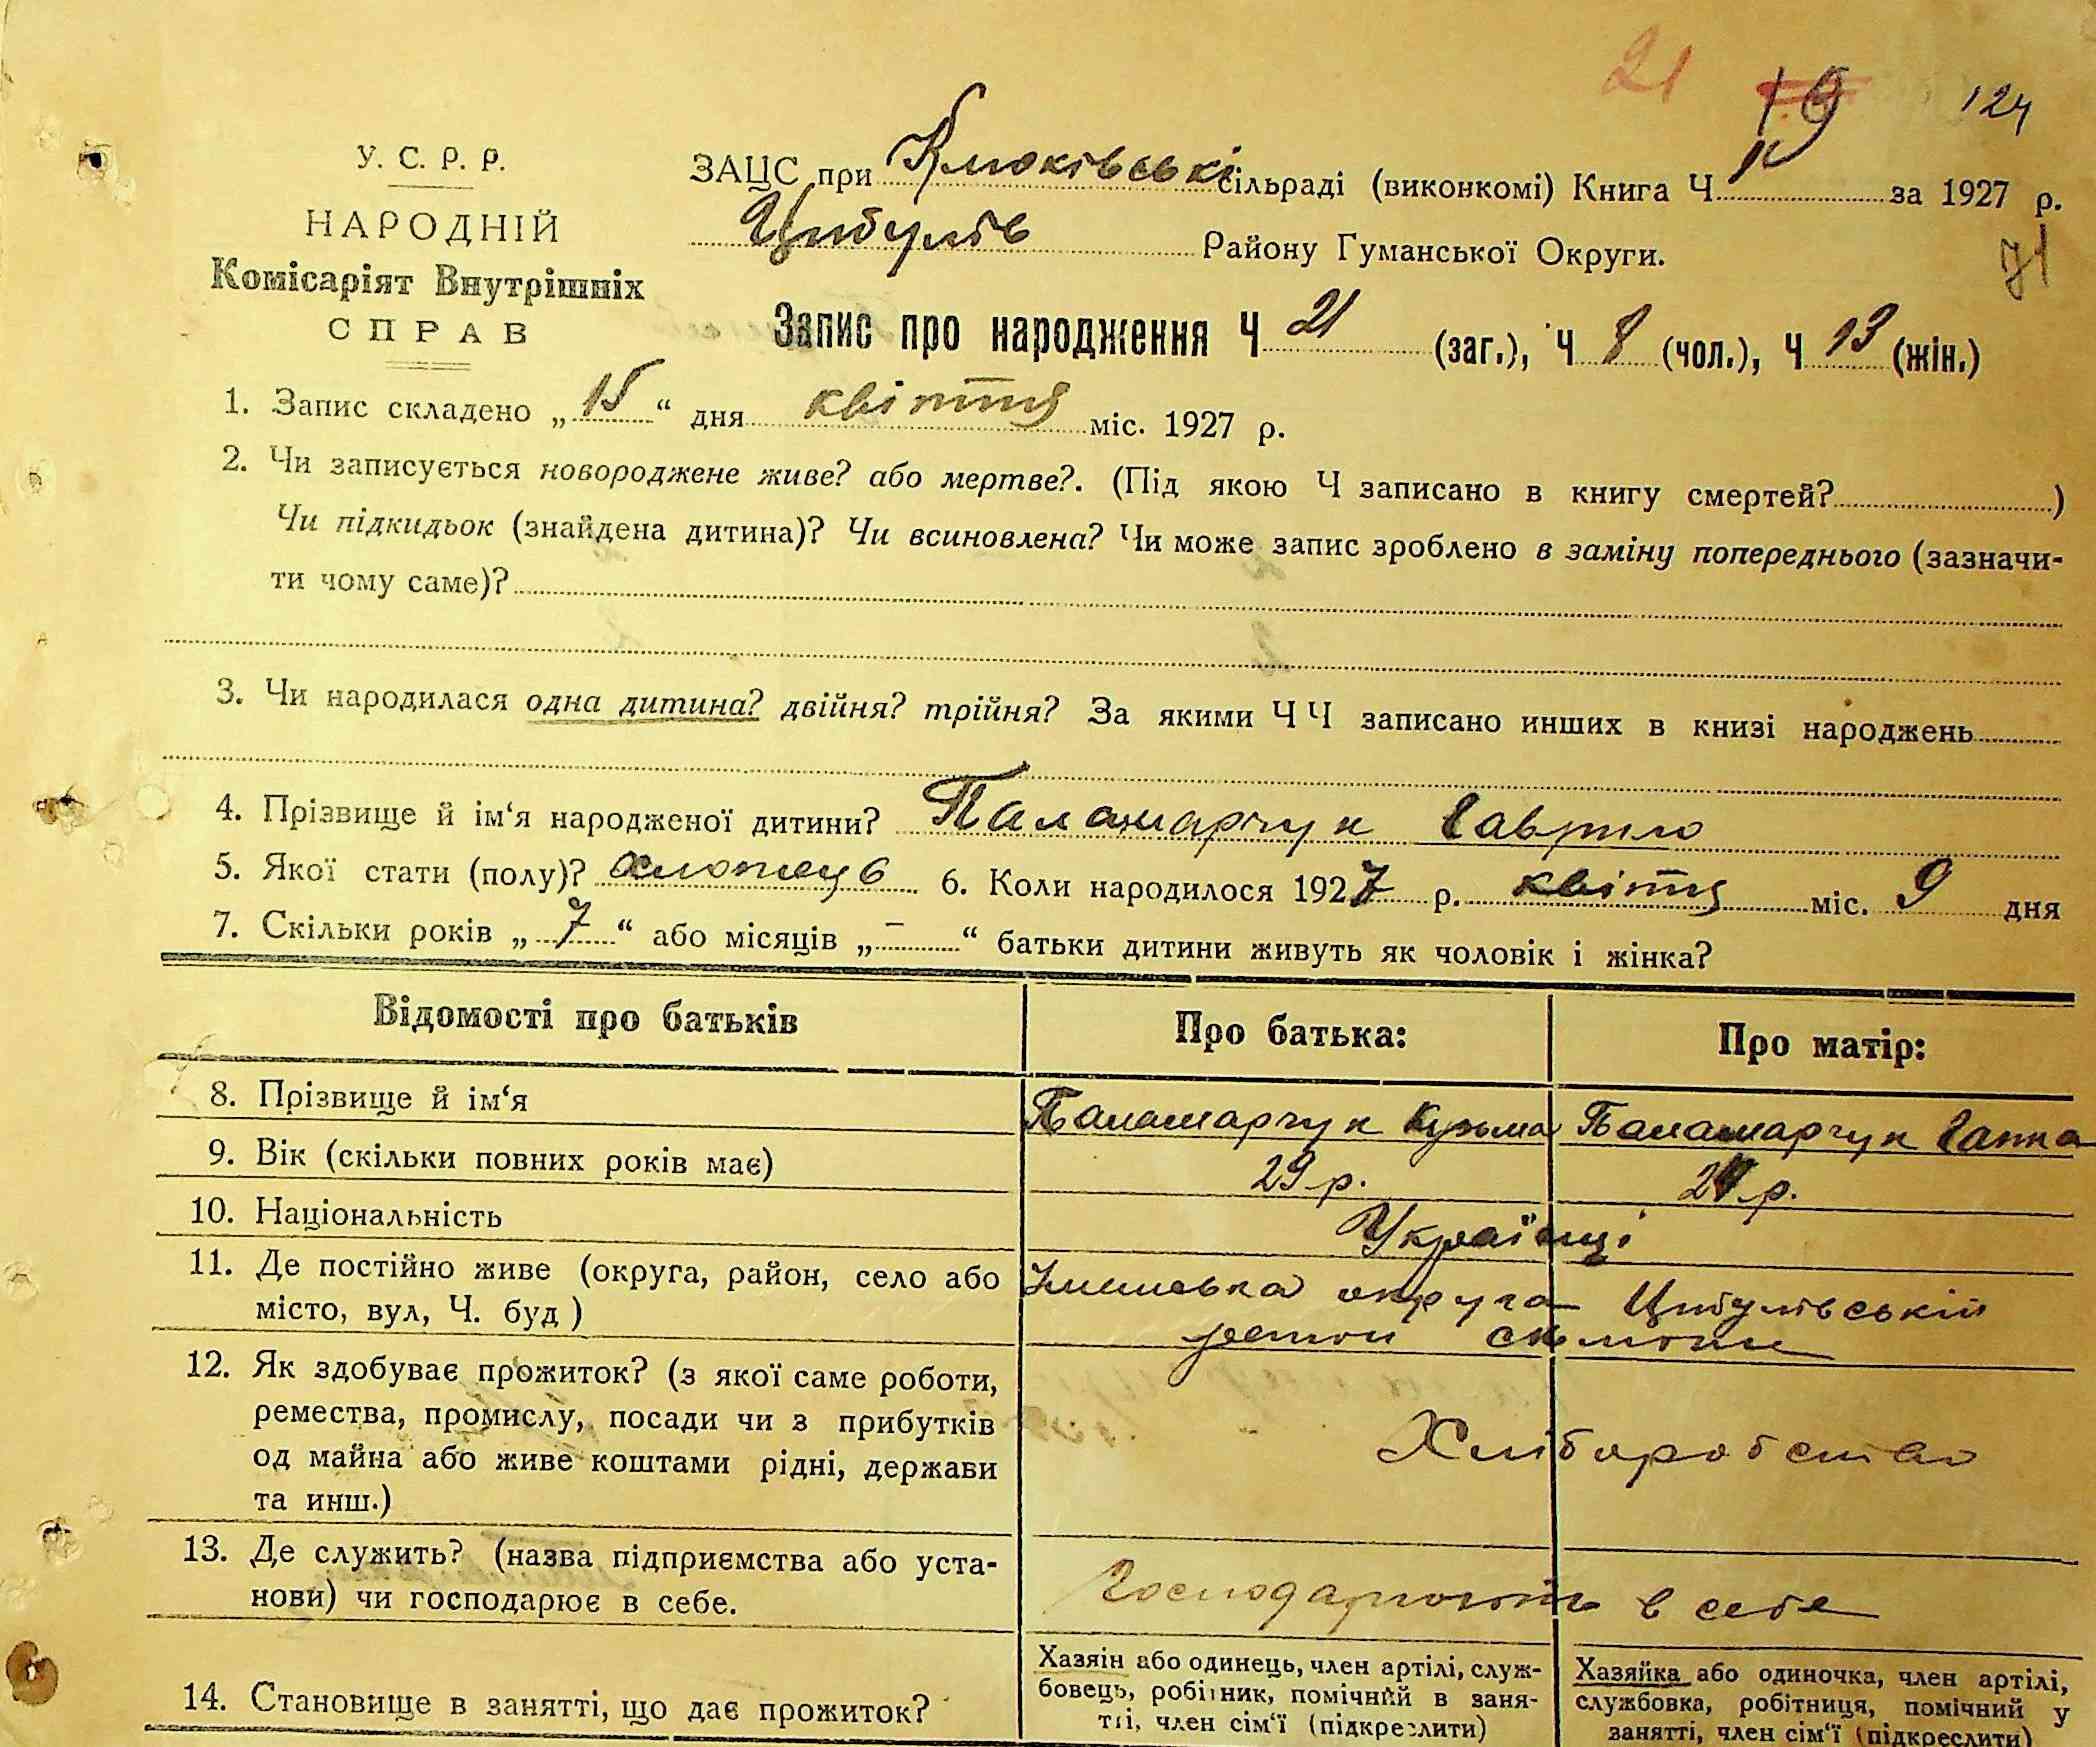 21 19 124
У. С. Р. Р.
НАРОДНІЙ
Комісаріят Внутрішніх
СПРАВ
ЗАЦС при Клюківські сільраді (виконкомі) Книга Ч. за 1927 р.
Цибулів Району Гуманської Округи.
71
Запис про народження Ч 21 (заг.), Ч 8 (чол.), Ч 13 (жін.)
1. Запис складено „15“ дня квітня міс. 1927 р.
2. Чи записується новороджене живе? або мертве?. (Під якою Ч записано в книгу смертей? )
Чи підкидьок (знайдена дитина)? Чи всиновлена? Чи може запис зроблено в заміну попереднього (зазначи-
ти чому саме)?
3. Чи народилася одна дитина? двійня? трійня? За якими ЧЧ записано инших в книзі народжень
4. Прізвище й ім‘я народженої дитини? Паламарчук Гаврило
5. Якої стати (полу)? хлопець 6. Коли народилося 1927 р. квітня міс. 9 дня
7. Скільки років „7“ або місяців „-“ батьки дитини живуть як чоловік і жінка?
Відомості про батьків Про батька: Про матір:
8. Прізвище й ім‘я Паламарчук Кузьма Паламарчук Ганна
9. Вік (скільки повних років має) 29 р. р.
10. Національність Українці
11. Де постійно живе (округа, район, село або округа Цибулівській
місто, вул, Ч. буд ) район
12. Як здобуває прожиток? (з якої саме роботи,
ремества, промислу, посади чи з прибутків
од майна або живе коштами рідні, держави
та инш.) Хліборобство
13. Де служить? (назва підприємства або уста-
нови) чи господарює в себе. Господарюють в себе
14. Становище в занятті, що дає прожиток?
Хазяін або одинець, член артілі, служ-
бовець, робітник, помічний в заня-
тті, член сім‘ї (підкреслити)
Хазяйка або одиночка, член артілі,
службовка, робітниця, помічний у
занятті, член сім‘ї (підкреслити)